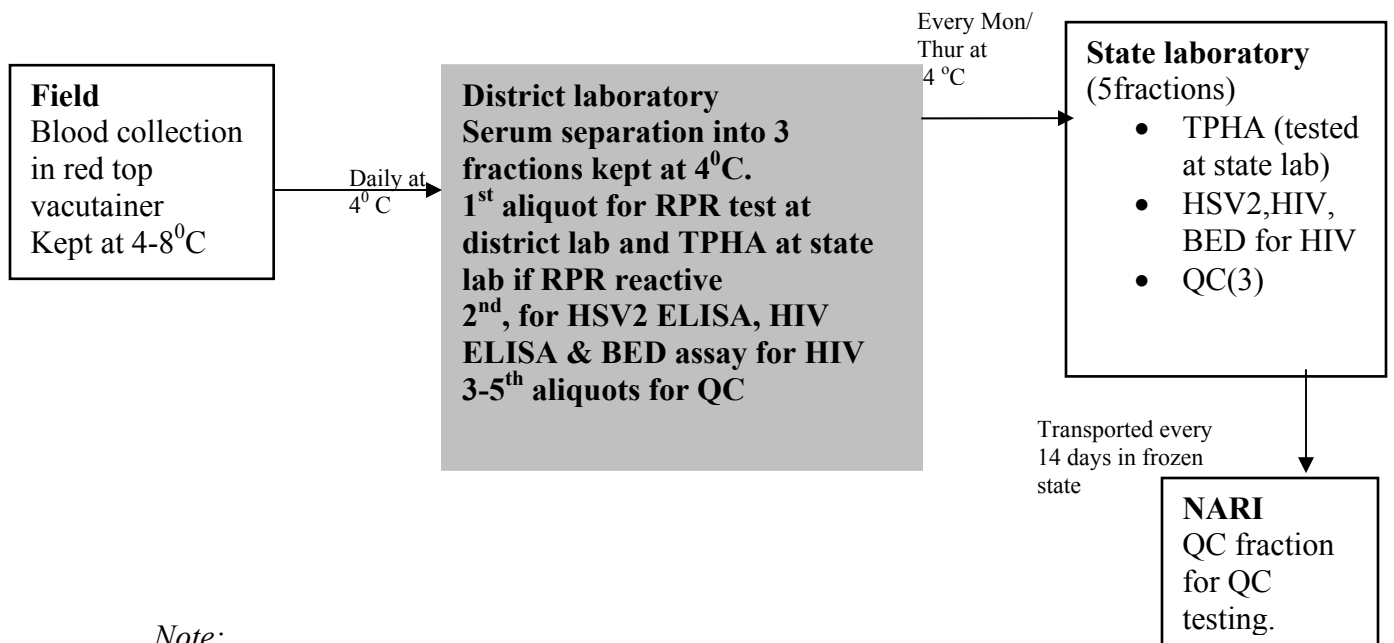 Field
Blood collection
in red top
vacutainer
Kept at 4-8⁰C
Daily at
4⁰ C
District laboratory
Serum separation into 3
fractions kept at 4⁰C.
1ˢᵗ aliquot for RPR test at
district lab and TPHA at state
lab if RPR reactive
2ⁿᵈ, for HSV2 ELISA, HIV
ELISA & BED assay for HIV
3-5ᵗʰ aliquots for QC
Every Mon/
Thur at
4 ᵒC
State laboratory
(5fractions)
• TPHA (tested
at state lab)
• HSV2,HIV,
BED for HIV
• QC(3)
Transported every
14 days in frozen
state
NARI
QC fraction
for QC
testing.
Note: